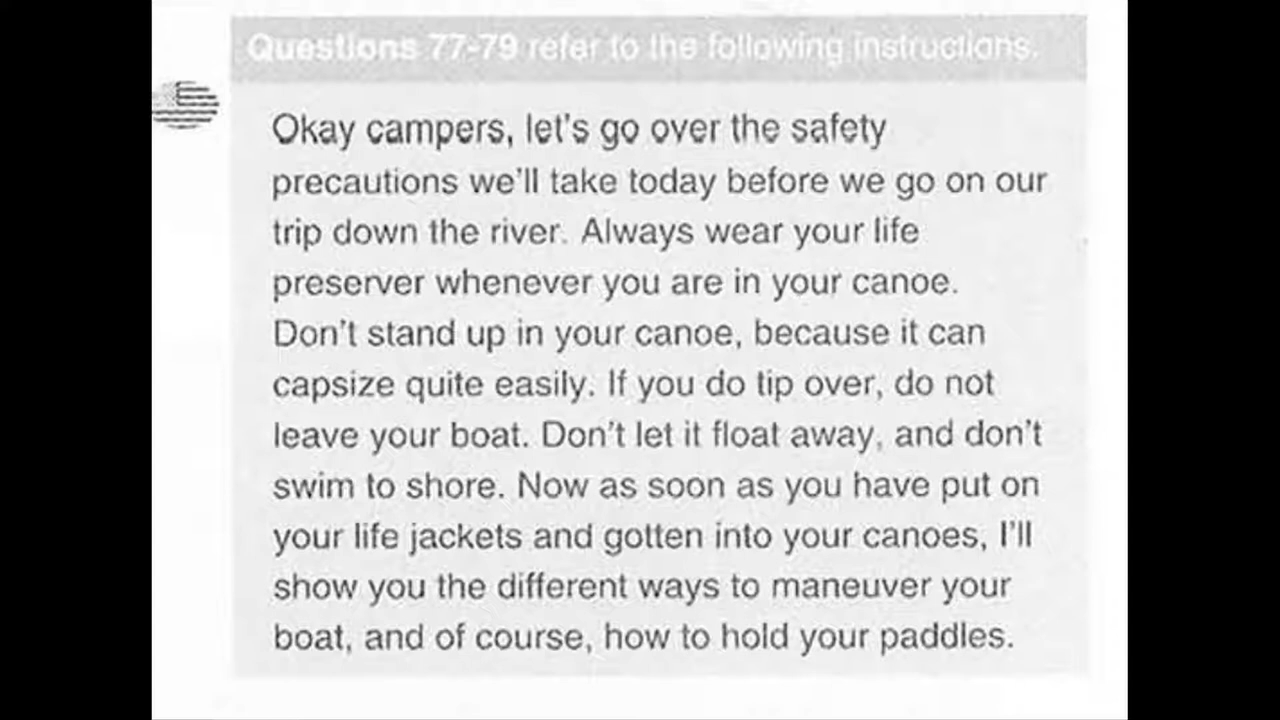 Questions 77-79 refer to the following instructions.
Okay campers, let's go over the safety
precautions we'll take today before we go on our
trip down the river. Always wear your life
preserver whenever you are in your canoe.
Don't stand up in your canoe, because it can
capsize quite easily. If you do tip over, do not
leave your boat. Don't let it float away, and don't
swim to shore. Now as soon as you have put on
your life jackets and gotten into your canoes, I'll
show you the different ways to maneuver your
boat, and of course, how to hold your paddles.